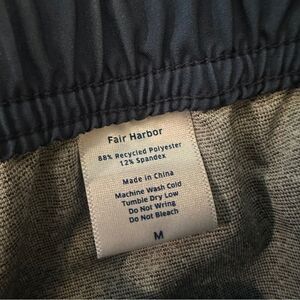 Fair Harbor
88% Recycled Polyester
12% Spandex
Made in China
Machine Wash Cold
Tumble Dry Low
Do Not Wring
Do Not Bleach
M